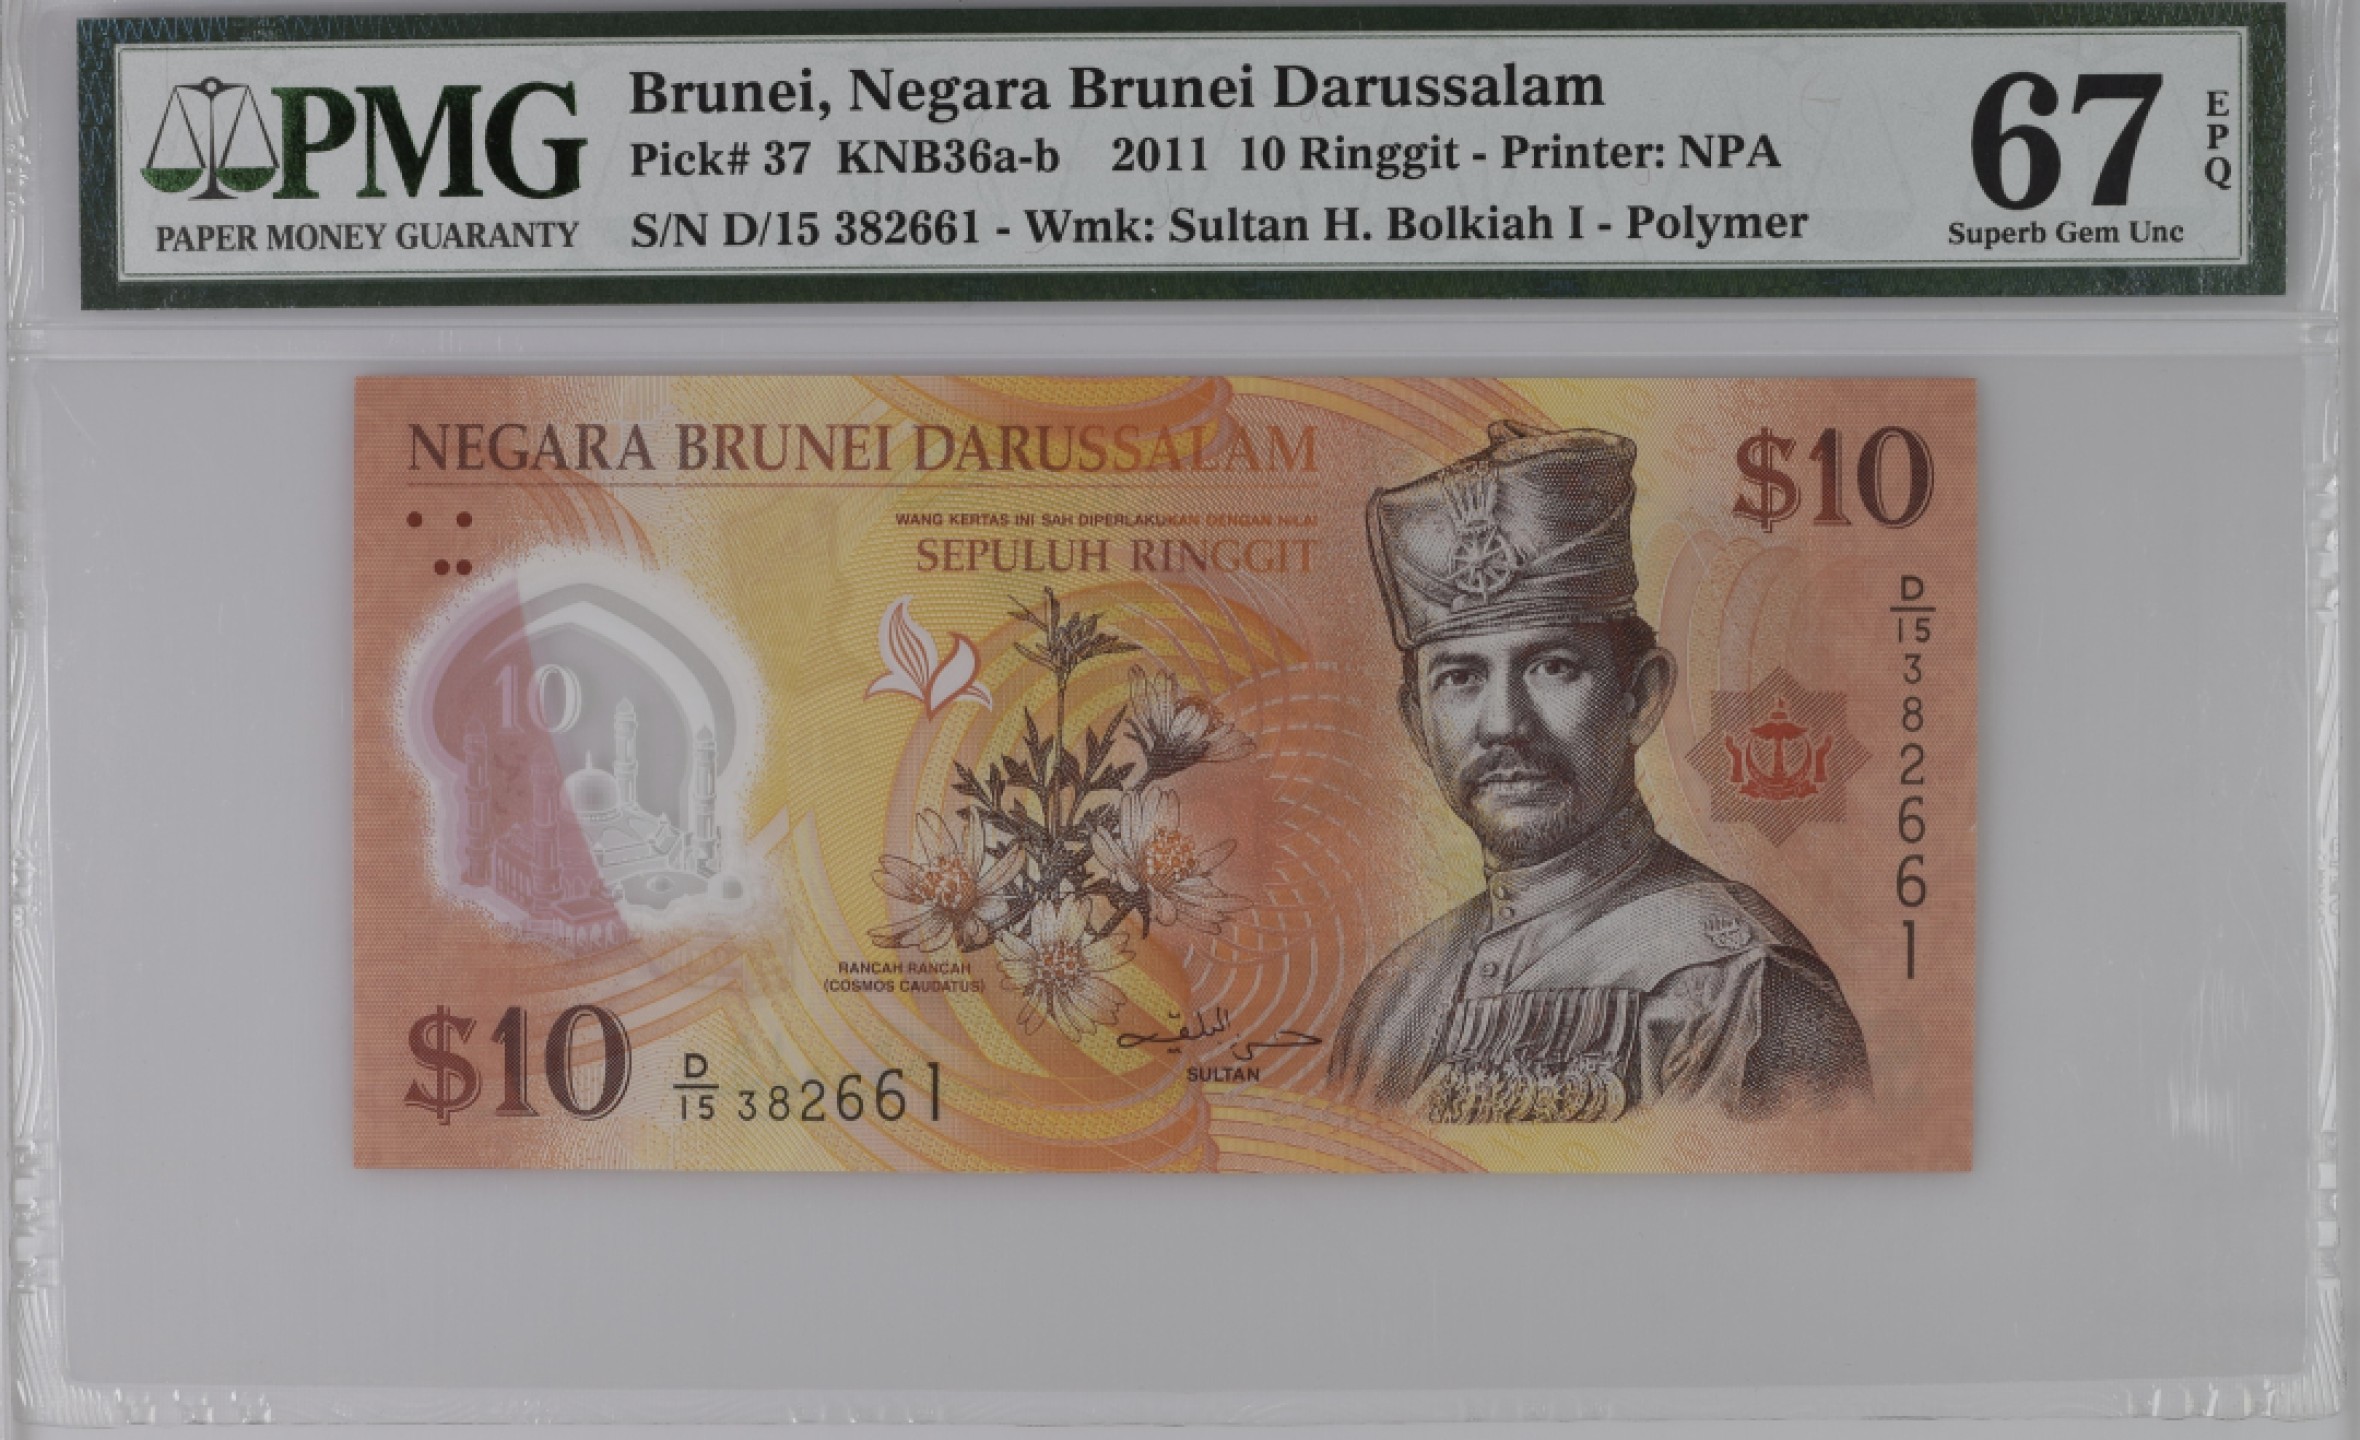 PMG
PAPER MONEY GUARANTY
Brunei, Negara Brunei Darussalam
Pick# 37 KNB36a-b 2011 10 Ringgit - Printer: NPA
S/N D/15 382661 - Wmk: Sultan H. Bolkiah I - Polymer
67
EPQ
Superb Gem Unc
NEGARA BRUNEI DARUSSALAM
$10
WANG KERTAS INI SAH DIPERLAKUKAN DENGAN NILAI
SEPULUH RINGGIT
D/15 382661
10
RANCAH RANCAH
(COSMOS CAUDATUS)
حسن البلقيه
SULTAN
$10
D/15 382661